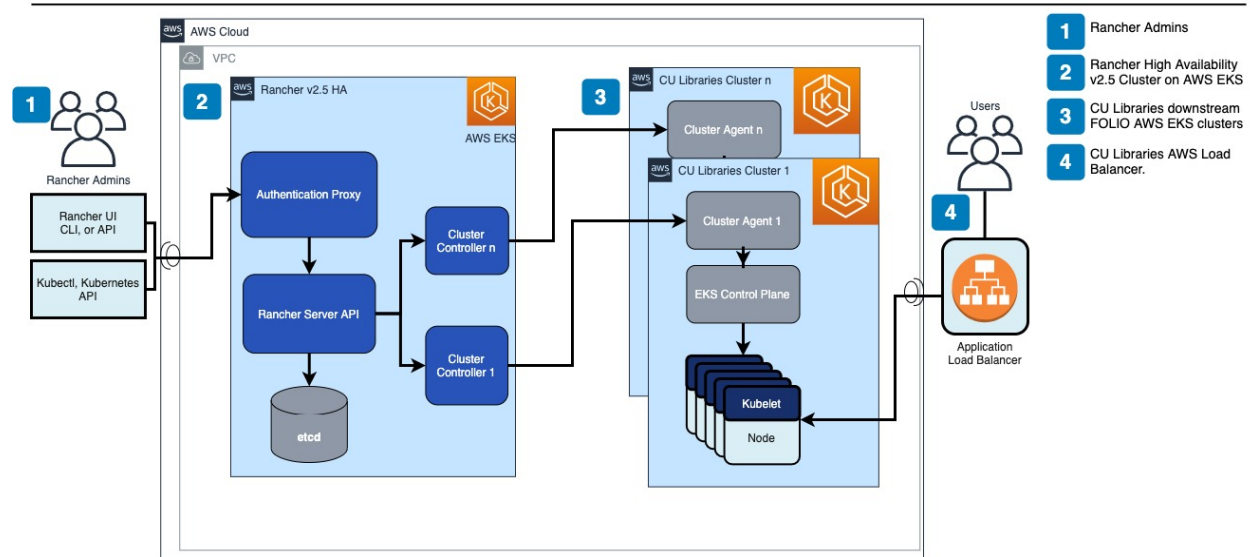 aws
AWS Cloud
VPC
1
Rancher Admins
Rancher UI
CLI, or API
Kubectl, Kubernetes
API
2
aws
Rancher v2.5 HA
K
AWS EKS
Authentication Proxy
Rancher Server API
etcd
Cluster
Controller n
Cluster
Controller 1
3
aws
CU Libraries Cluster n
K
Cluster Agent n
aws
CU Libraries Cluster 1
K
Cluster Agent 1
EKS Control Plane
Kubelet
Node
Users
4
Application
Load Balancer
1
Rancher Admins
2
Rancher High Availability
v2.5 Cluster on AWS EKS
3
CU Libraries downstream
FOLIO AWS EKS clusters
4
CU Libraries AWS Load
Balancer.